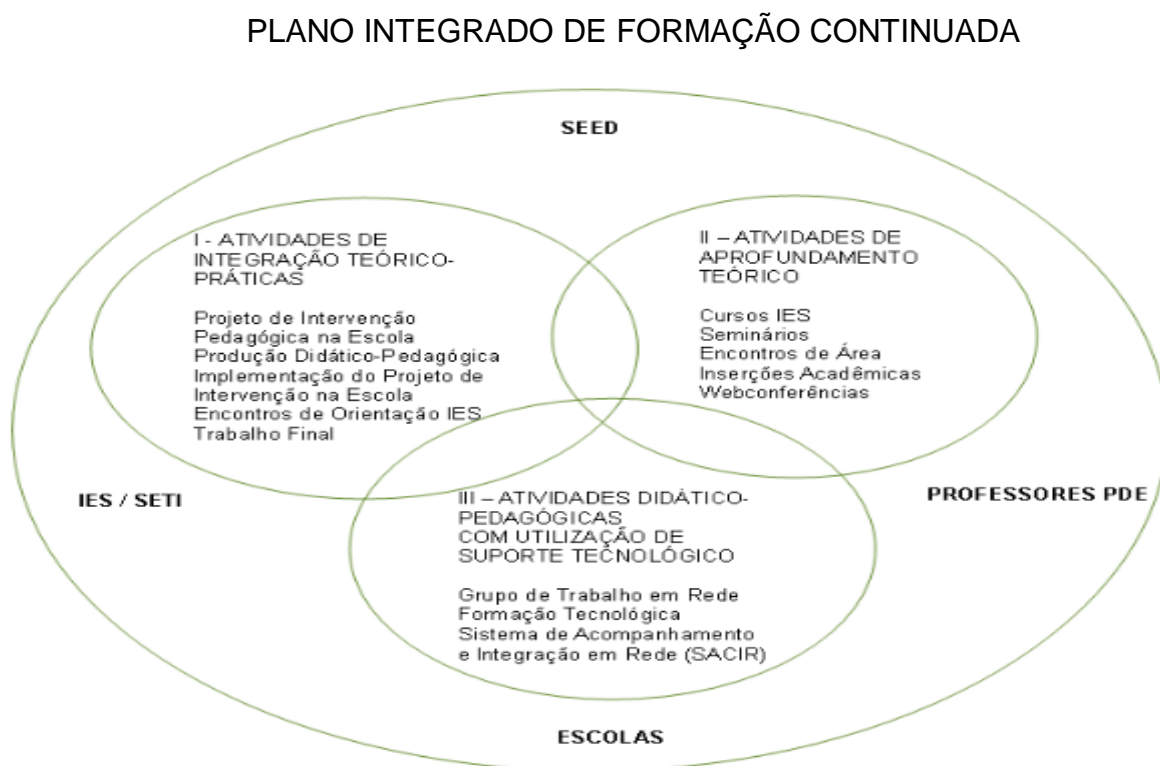 PLANO INTEGRADO DE FORMAÇÃO CONTINUADA
SEED
I - ATIVIDADES DE
INTEGRAÇÃO TEÓRICO-
PRÁTICAS
Projeto de Intervenção
Pedagógica na Escola
Produção Didático-Pedagógica
Implementação do Projeto de
Intervenção na Escola
Encontros de Orientação IES
Trabalho Final
II – ATIVIDADES DE
APROFUNDAMENTO
TEÓRICO
Cursos IES
Seminários
Encontros de Área
Inserções Acadêmicas
Webconferências
IES / SETI
PROFESSORES PDE
III – ATIVIDADES DIDÁTICO-
PEDAGÓGICAS
COM UTILIZAÇÃO DE
SUPORTE TECNOLÓGICO
Grupo de Trabalho em Rede
Formação Tecnológica
Sistema de Acompanhamento
e Integração em Rede (SACIR)
ESCOLAS